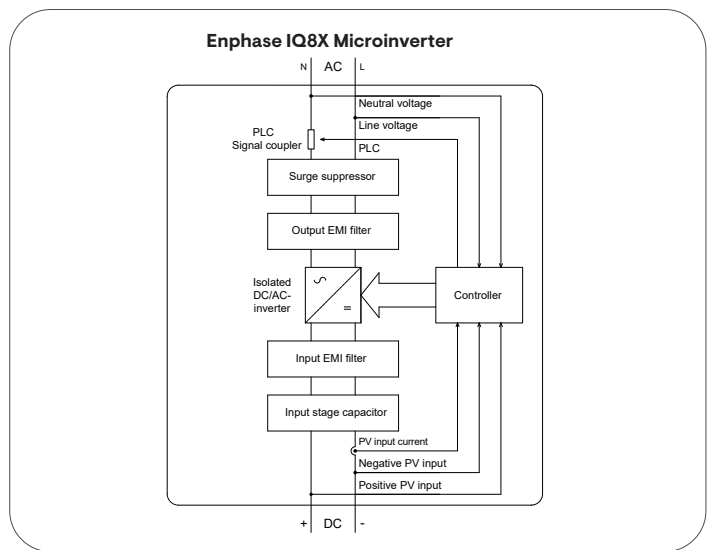 Enphase IQ8X Microinverter
N AC L
Neutral voltage
Line voltage
PLC
Signal coupler
PLC
Surge suppressor
Output EMI filter
Isolated
DC/AC-
inverter
Controller
Input EMI filter
Input stage capacitor
PV input current
Negative PV input
Positive PV input
+ DC -